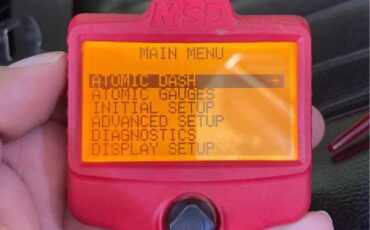 MSD
MAIN MENU
ATOMIC DASH →
ATOMIC GAUGES
INITIAL SETUP
ADVANCED SETUP
DIAGNOSTICS
DISPLAY SETUP